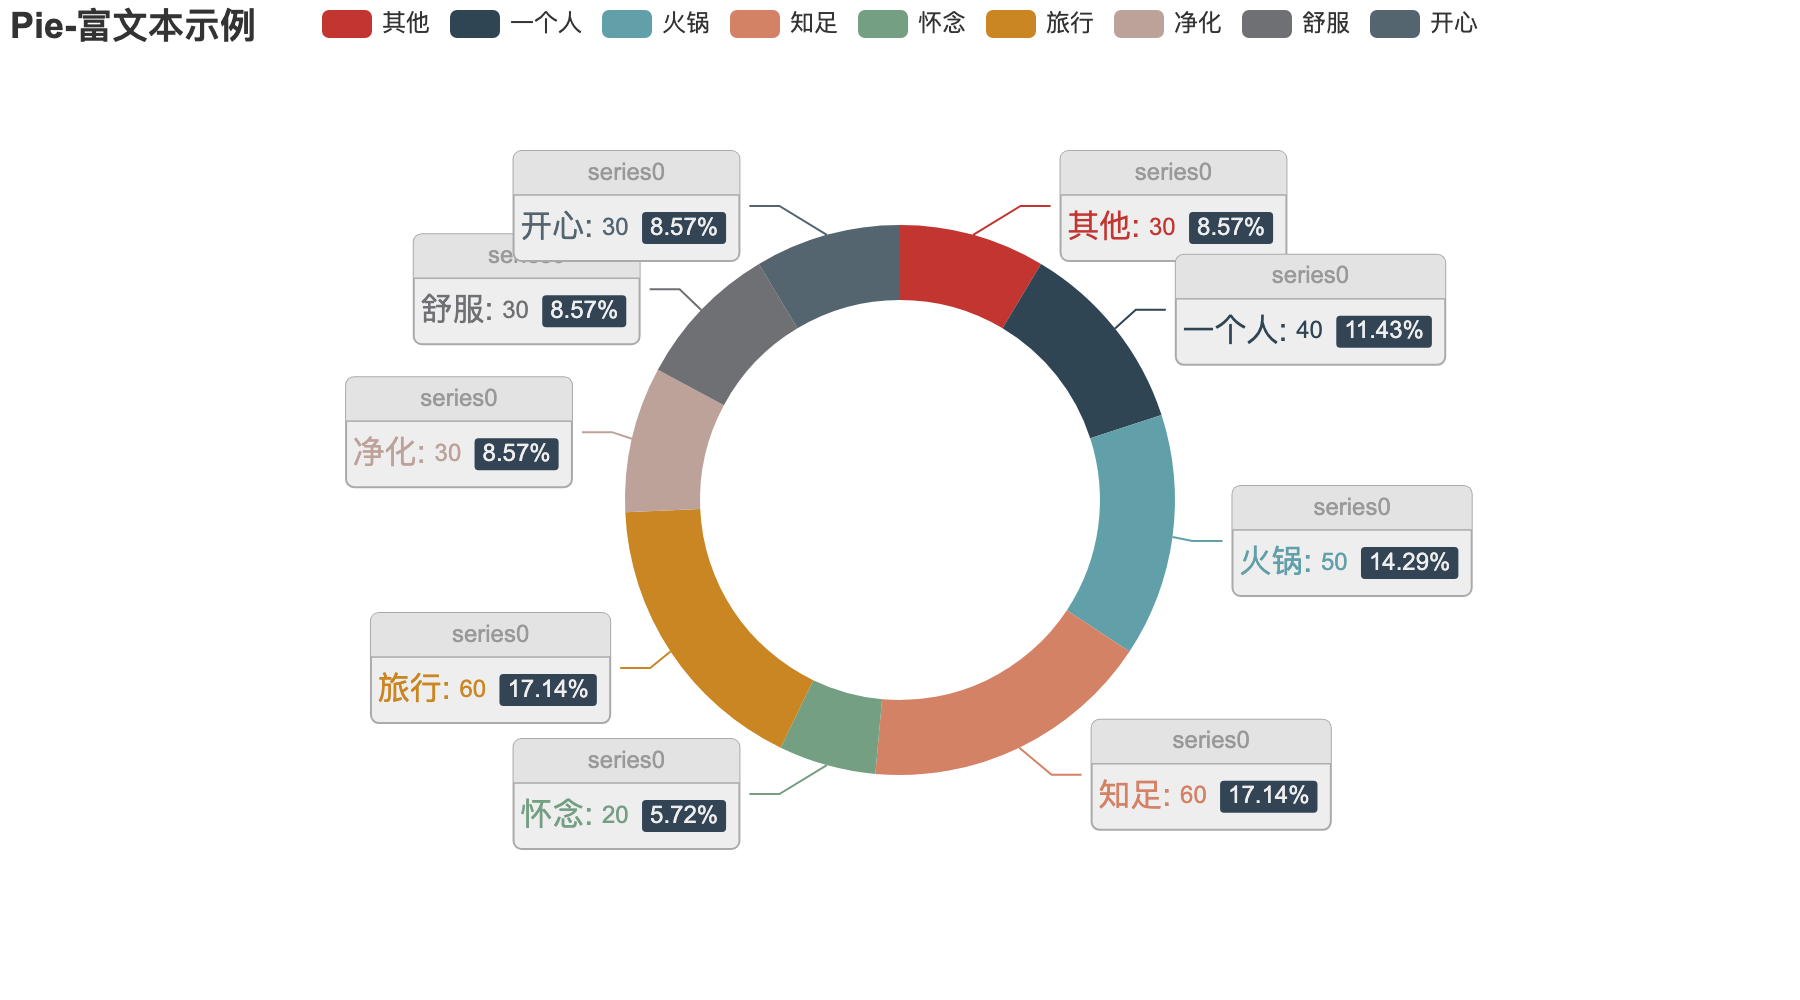 Pie-富文本示例
其他 一个人 火锅 知足 怀念 旅行 净化 舒服 开心
series0
其他: 30 8.57%
series0
一个人: 40 11.43%
series0
火锅: 50 14.29%
series0
知足: 60 17.14%
series0
怀念: 20 5.72%
series0
旅行: 60 17.14%
series0
净化: 30 8.57%
series0
舒服: 30 8.57%
series0
开心: 30 8.57%